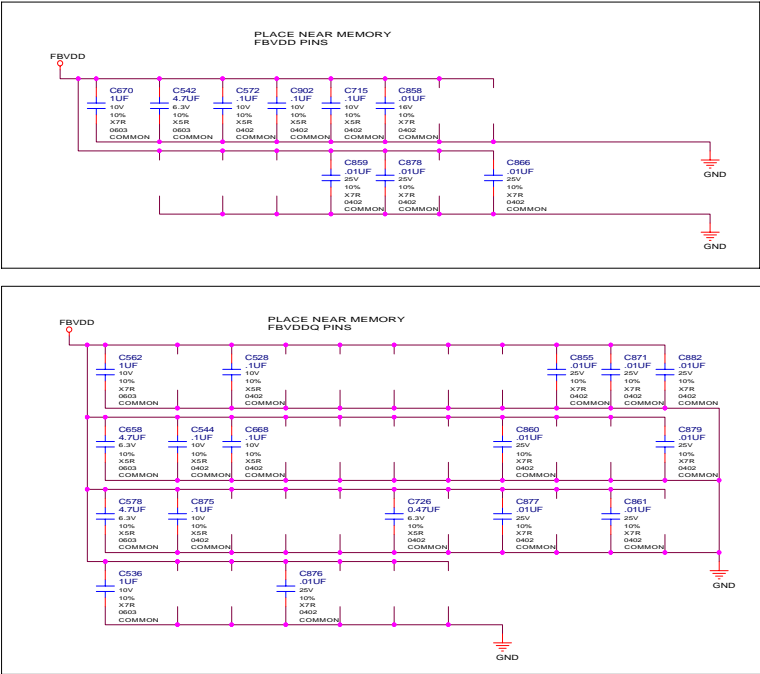 PLACE NEAR MEMORY
FBVDD PINS
FBVDD
C670
1UF
10V
10%
X7R
0603
COMMON
C542
4.7UF
6.3V
10%
X5R
0603
COMMON
C572
.1UF
10V
10%
X5R
0402
COMMON
C902
.1UF
10V
10%
X5R
0402
COMMON
C715
.1UF
10V
10%
X5R
0402
COMMON
C858
.01UF
16V
10%
X7R
0402
COMMON
GND
C859
.01UF
25V
10%
X7R
0402
COMMON
C878
.01UF
25V
10%
X7R
0402
COMMON
C866
.01UF
25V
10%
X7R
0402
COMMON
GND
PLACE NEAR MEMORY
FBVDDQ PINS
FBVDD
C562
1UF
10V
10%
X7R
0603
COMMON
C528
.1UF
10V
10%
X5R
0402
COMMON
C855
.01UF
25V
10%
X7R
0402
COMMON
C871
.01UF
25V
10%
X7R
0402
COMMON
C882
.01UF
25V
10%
X7R
0402
COMMON
C658
4.7UF
6.3V
10%
X5R
0603
COMMON
C544
.1UF
10V
10%
X5R
0402
COMMON
C668
.1UF
10V
10%
X5R
0402
COMMON
C860
.01UF
25V
10%
X7R
0402
COMMON
C879
.01UF
25V
10%
X7R
0402
COMMON
C578
4.7UF
6.3V
10%
X5R
0603
COMMON
C875
.1UF
10V
10%
X5R
0402
COMMON
C726
0.47UF
6.3V
10%
X5R
0402
COMMON
C877
.01UF
25V
10%
X7R
0402
COMMON
C861
.01UF
25V
10%
X7R
0402
COMMON
GND
C536
1UF
10V
10%
X7R
0603
COMMON
C876
.01UF
25V
10%
X7R
0402
COMMON
GND